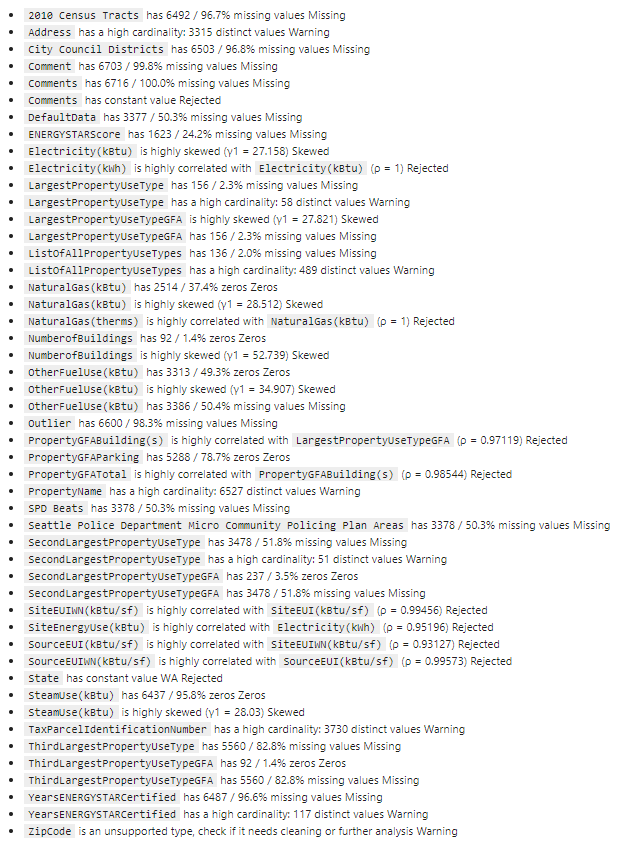 2010 Census Tracts has 6492 / 96.7% missing values Missing
Address has a high cardinality: 3315 distinct values Warning
City Council Districts has 6503 / 96.8% missing values Missing
Comment has 6703 / 99.8% missing values Missing
Comments has 6716 / 100.0% missing values Missing
Comments has constant value Rejected
DefaultData has 3377 / 50.3% missing values Missing
ENERGYSTARScore has 1623 / 24.2% missing values Missing
Electricity(kBtu) is highly skewed (γ1 = 27.158) Skewed
Electricity(kWh) is highly correlated with Electricity(kBtu) (ρ = 1) Rejected
LargestPropertyUseType has 156 / 2.3% missing values Missing
LargestPropertyUseType has a high cardinality: 58 distinct values Warning
LargestPropertyUseTypeGFA is highly skewed (γ1 = 27.821) Skewed
LargestPropertyUseTypeGFA has 156 / 2.3% missing values Missing
ListOfAllPropertyUseTypes has 136 / 2.0% missing values Missing
ListOfAllPropertyUseTypes has a high cardinality: 489 distinct values Warning
NaturalGas(kBtu) has 2514 / 37.4% zeros Zeros
NaturalGas(kBtu) is highly skewed (γ1 = 28.512) Skewed
NaturalGas(therms) is highly correlated with NaturalGas(kBtu) (ρ = 1) Rejected
NumberofBuildings has 92 / 1.4% zeros Zeros
NumberofBuildings is highly skewed (γ1 = 52.739) Skewed
OtherFuelUse(kBtu) has 3313 / 49.3% zeros Zeros
OtherFuelUse(kBtu) is highly skewed (γ1 = 34.907) Skewed
OtherFuelUse(kBtu) has 3386 / 50.4% missing values Missing
Outlier has 6600 / 98.3% missing values Missing
PropertyGFABuilding(s) is highly correlated with LargestPropertyUseTypeGFA (ρ = 0.97119) Rejected
PropertyGFAParking has 5288 / 78.7% zeros Zeros
PropertyGFATotal is highly correlated with PropertyGFABuilding(s) (ρ = 0.98544) Rejected
PropertyName has a high cardinality: 6527 distinct values Warning
SPD Beats has 3378 / 50.3% missing values Missing
Seattle Police Department Micro Community Policing Plan Areas has 3378 / 50.3% missing values Missing
SecondLargestPropertyUseType has 3478 / 51.8% missing values Missing
SecondLargestPropertyUseType has a high cardinality: 51 distinct values Warning
SecondLargestPropertyUseTypeGFA has 237 / 3.5% zeros Zeros
SecondLargestPropertyUseTypeGFA has 3478 / 51.8% missing values Missing
SiteEUIWN(kBtu/sf) is highly correlated with SiteEUI(kBtu/sf) (ρ = 0.99456) Rejected
SiteEnergyUse(kBtu) is highly correlated with Electricity(kWh) (ρ = 0.95196) Rejected
SourceEUI(kBtu/sf) is highly correlated with SiteEUIWN(kBtu/sf) (ρ = 0.93127) Rejected
SourceEUIWN(kBtu/sf) is highly correlated with SourceEUI(kBtu/sf) (ρ = 0.99573) Rejected
State has constant value WA Rejected
SteamUse(kBtu) has 6437 / 95.8% zeros Zeros
SteamUse(kBtu) is highly skewed (γ1 = 28.03) Skewed
TaxParcelIdentificationNumber has a high cardinality: 3730 distinct values Warning
ThirdLargestPropertyUseType has 5560 / 82.8% missing values Missing
ThirdLargestPropertyUseTypeGFA has 92 / 1.4% zeros Zeros
ThirdLargestPropertyUseTypeGFA has 5560 / 82.8% missing values Missing
YearsENERGYSTARCertified has 6487 / 96.6% missing values Missing
YearsENERGYSTARCertified has a high cardinality: 117 distinct values Warning
ZipCode is an unsupported type, check if it needs cleaning or further analysis Warning